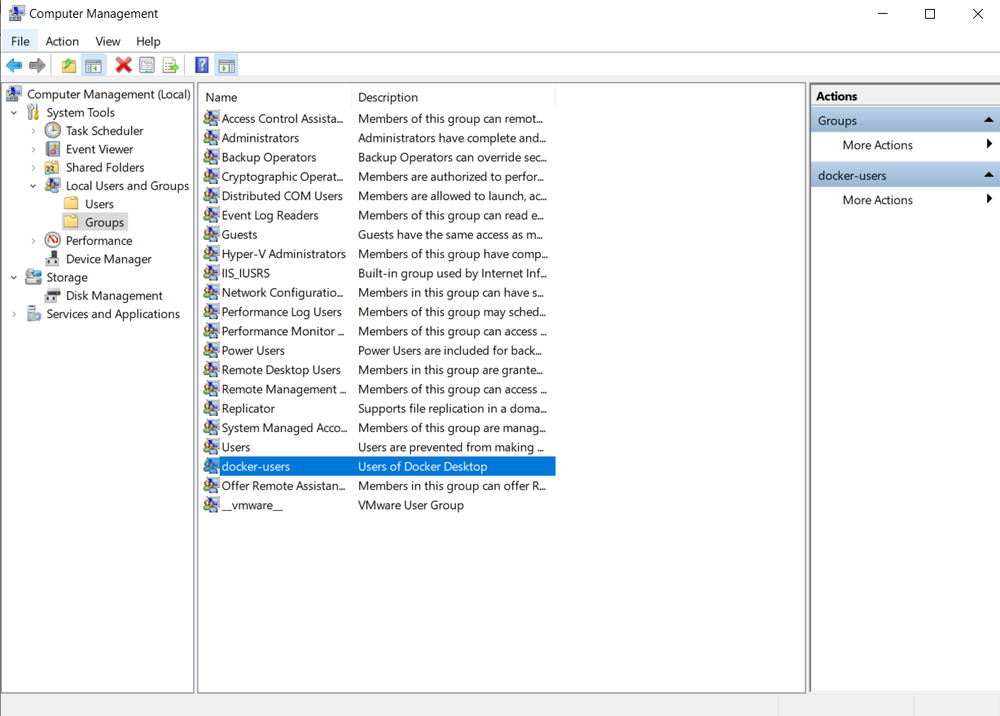 Computer Management
File Action View Help
Computer Management (Local)
System Tools
Task Scheduler
Event Viewer
Shared Folders
Local Users and Groups
Users
Groups
Performance
Device Manager
Storage
Disk Management
Services and Applications
Name Description
Access Control Assista... Members of this group can remot...
Administrators Administrators have complete and...
Backup Operators Backup Operators can override sec...
Cryptographic Operat... Members are authorized to perfor...
Distributed COM Users Members are allowed to launch, ac...
Event Log Readers Members of this group can read e...
Guests Guests have the same access as m...
Hyper-V Administrators Members of this group have comp...
IIS_IUSRS Built-in group used by Internet Inf...
Network Configuratio... Members in this group can have s...
Performance Log Users Members of this group may sched...
Performance Monitor ... Members of this group can access ...
Power Users Power Users are included for back...
Remote Desktop Users Members in this group are grante...
Remote Management ... Members of this group can access ...
Replicator Supports file replication in a doma...
System Managed Acco... Members of this group are manag...
Users Users are prevented from making ...
docker-users Users of Docker Desktop
Offer Remote Assistan... Members in this group can offer R...
__vmware__ VMware User Group
Actions
Groups
More Actions
docker-users
More Actions